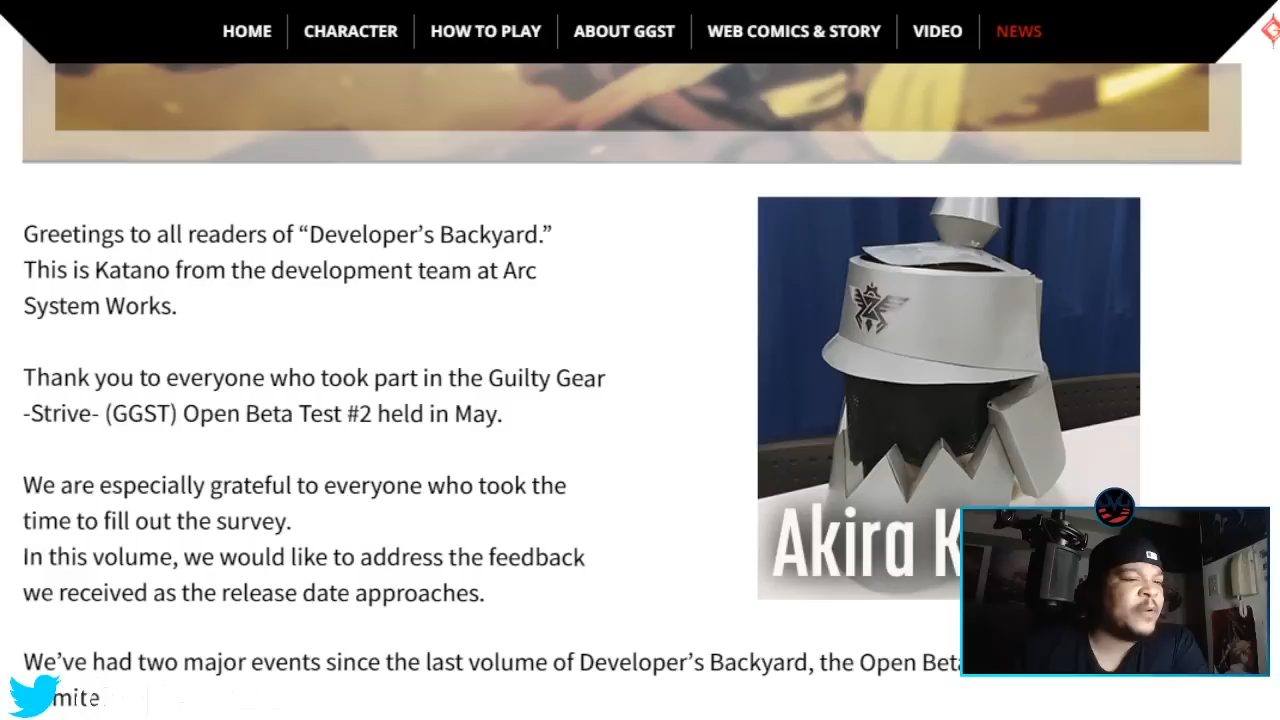 HOME CHARACTER HOW TO PLAY ABOUT GGST WEB COMICS & STORY VIDEO NEWS
Greetings to all readers of “Developer’s Backyard.”
This is Katano from the development team at Arc
System Works.
Thank you to everyone who took part in the Guilty Gear
-Strive- (GGST) Open Beta Test #2 held in May.
We are especially grateful to everyone who took the
time to fill out the survey.
In this volume, we would like to address the feedback
we received as the release date approaches.
Akira K
We’ve had two major events since the last volume of Developer’s Backyard, the Open Beta
mite